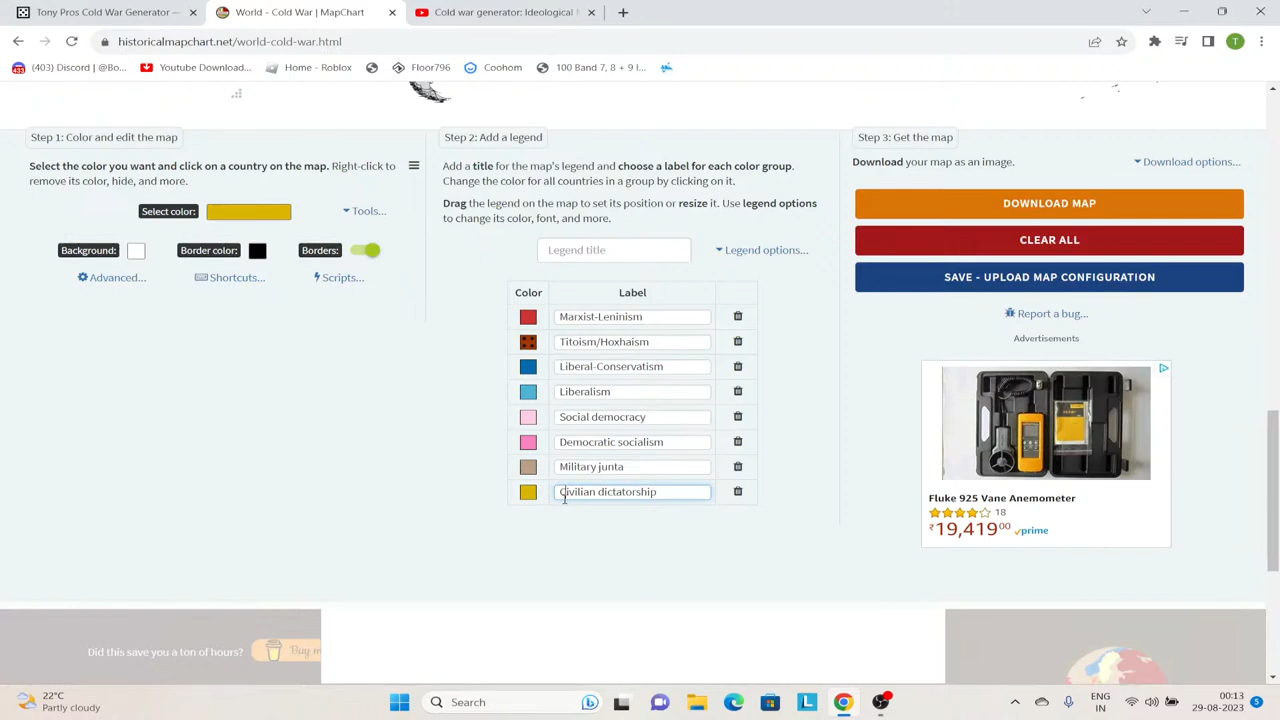 Tony Pros Cold War Generator —
World - Cold War | MapChart
Cold war generator: Ideological f
historicalmapchart.net/world-cold-war.html
(403) Discord | @Bo...
Youtube Download...
Home - Roblox
Floor796
Coohom
100 Band 7, 8 + 9 I...
Step 1: Color and edit the map
Select the color you want and click on a country on the map. Right-click to
remove its color, hide, and more.
Select color:
Tools...
Background:
Border color:
Borders:
Advanced...
Shortcuts...
Scripts...
Step 2: Add a legend
Add a title for the map's legend and choose a label for each color group.
Change the color for all countries in a group by clicking on it.
Drag the legend on the map to set its position or resize it. Use legend options
to change its color, font, and more.
Legend title
Legend options...
Color
Label
Marxist-Leninism
Titoism/Hoxhaism
Liberal-Conservatism
Liberalism
Social democracy
Democratic socialism
Military junta
Civilian dictatorship
Step 3: Get the map
Download your map as an image.
Download options...
DOWNLOAD MAP
CLEAR ALL
SAVE - UPLOAD MAP CONFIGURATION
Report a bug...
Advertisements
Fluke 925 Vane Anemometer
18
₹19,41900 prime
Did this save you a ton of hours?
Buy m
22°C
Partly cloudy
Search
ENG
IN
00:13
29-08-2023
5